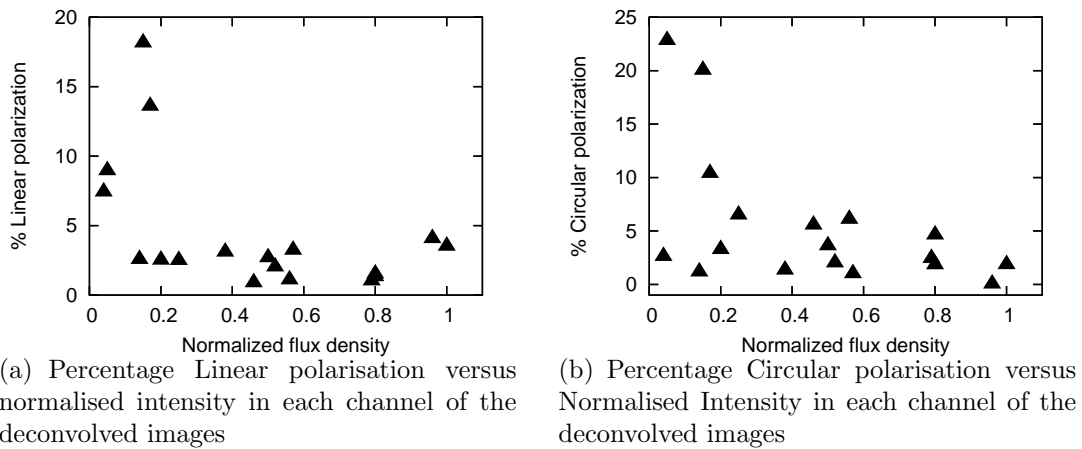 20
15
10
5
0
% Linear polarization
0 0.2 0.4 0.6 0.8 1
Normalized flux density
(a) Percentage Linear polarisation versus
normalised intensity in each channel of the
deconvolved images
25
20
15
10
5
0
% Circular polarization
0 0.2 0.4 0.6 0.8 1
Normalized flux density
(b) Percentage Circular polarisation versus
Normalised Intensity in each channel of the
deconvolved images